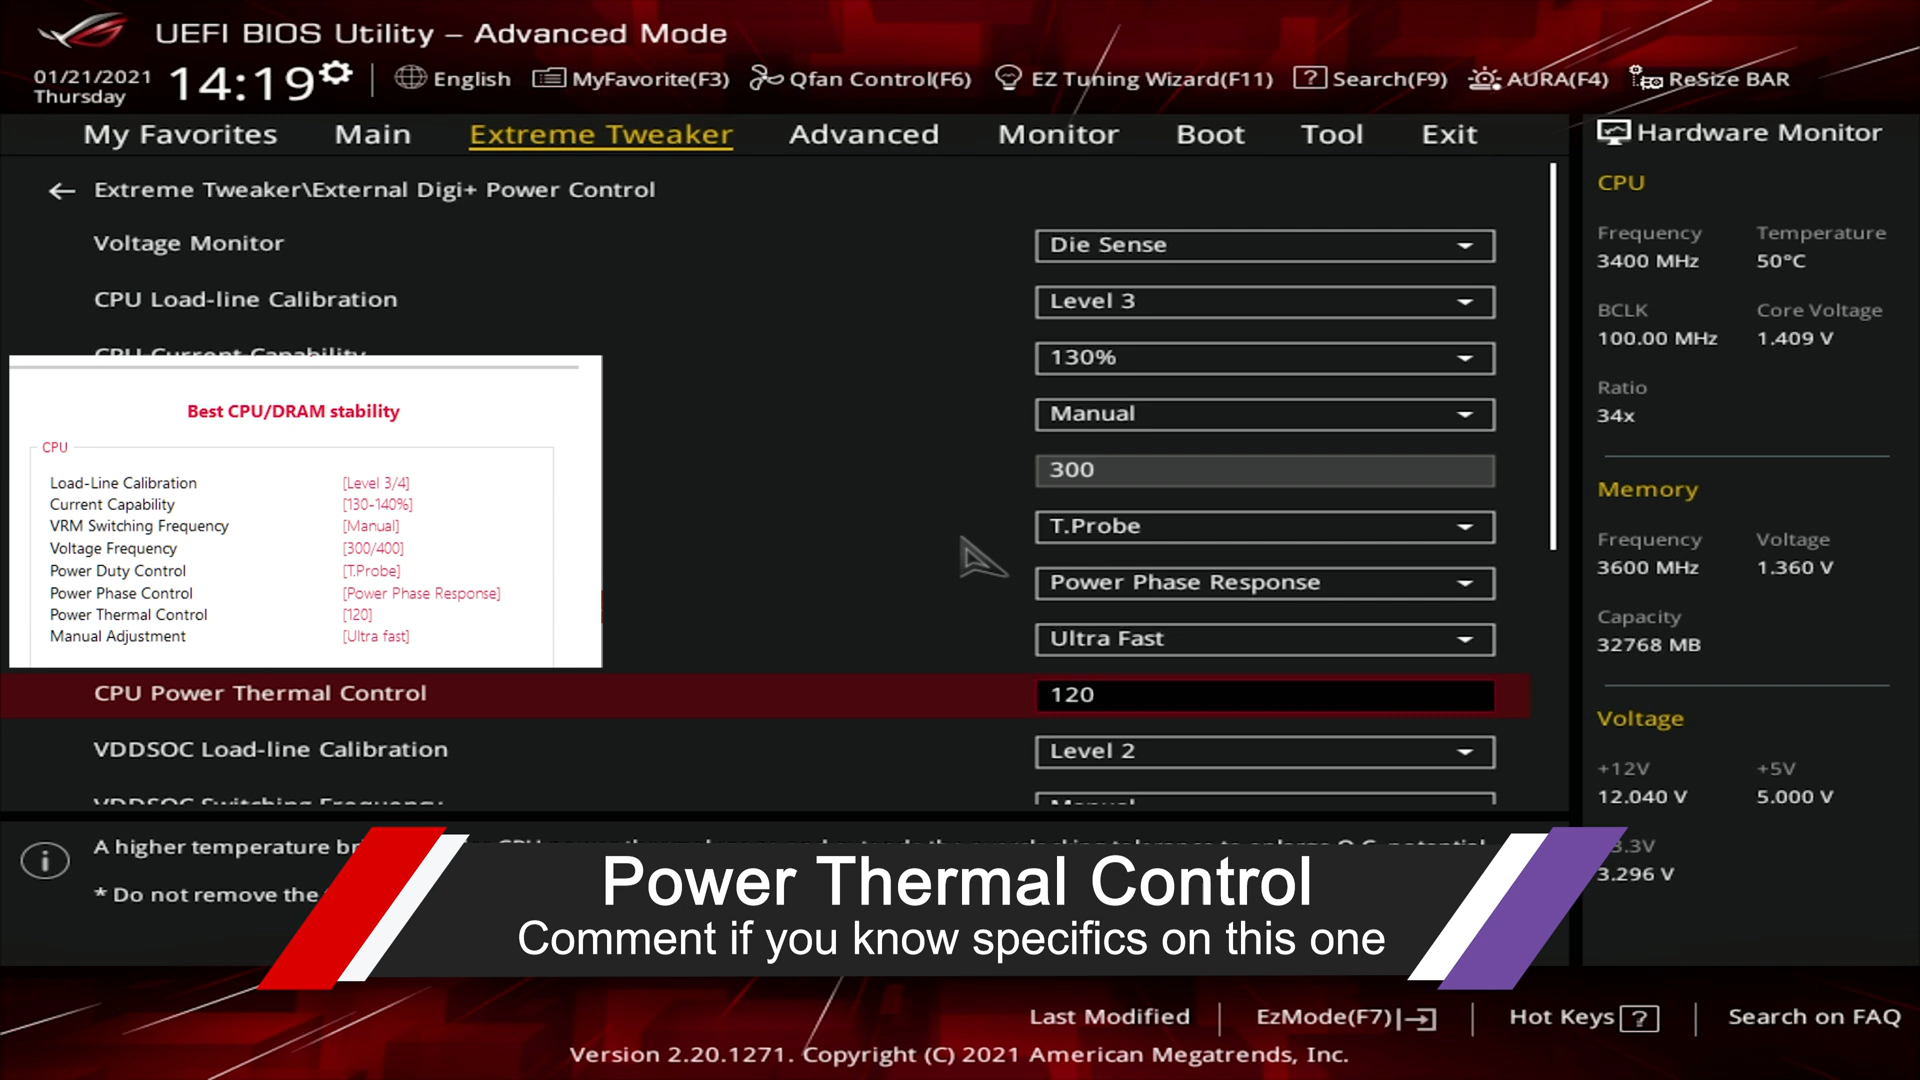 UEFI BIOS Utility – Advanced Mode
01/21/2021
Thursday
14:19
English
MyFavorite(F3)
Qfan Control(F6)
EZ Tuning Wizard(F11)
Search(F9)
AURA(F4)
ReSize BAR
My Favorites
Main
Extreme Tweaker
Advanced
Monitor
Boot
Tool
Exit
Extreme Tweaker\External Digi+ Power Control
Voltage Monitor
Die Sense
CPU Load-line Calibration
Level 3
CPU Current Capability
130%
Manual
300
T.Probe
Power Phase Response
Ultra Fast
Best CPU/DRAM stability
CPU
Load-Line Calibration [Level 3/4]
Current Capability [130-140%]
VRM Switching Frequency [Manual]
Voltage Frequency [300/400]
Power Duty Control [T.Probe]
Power Phase Control [Power Phase Response]
Power Thermal Control [120]
Manual Adjustment [Ultra fast]
CPU Power Thermal Control
120
VDDSOC Load-line Calibration
Level 2
VDDSOC Switching Frequency
Manual
A higher temperature
* Do not remove the
Power Thermal Control
Comment if you know specifics on this one
Hardware Monitor
CPU
Frequency Temperature
3400 MHz 50°C
BCLK Core Voltage
100.00 MHz 1.409 V
Ratio
34x
Memory
Frequency Voltage
3600 MHz 1.360 V
Capacity
32768 MB
Voltage
+12V +5V
12.040 V 5.000 V
3.3V
3.296 V
Last Modified
EzMode(F7)
Hot Keys ?
Search on FAQ
Version 2.20.1271. Copyright (C) 2021 American Megatrends, Inc.